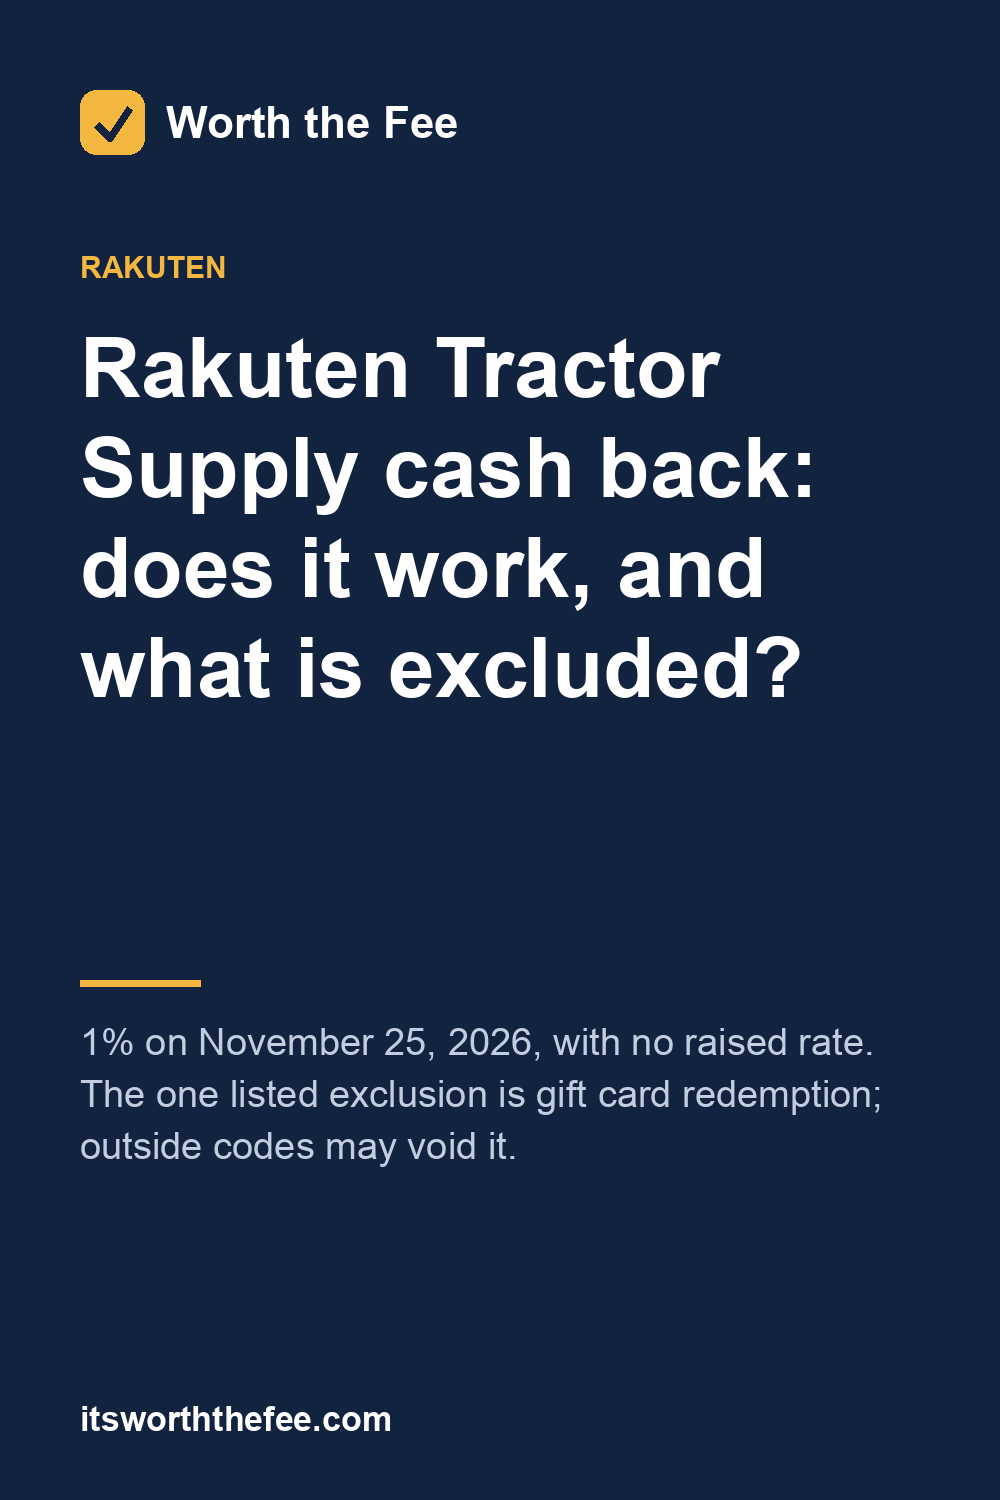 Worth the Fee
RAKUTEN
Rakuten Tractor
Supply cash back:
does it work, and
what is excluded?
1% on November 25, 2026, with no raised rate.
The one listed exclusion is gift card redemption;
outside codes may void it.
itsworththefee.com